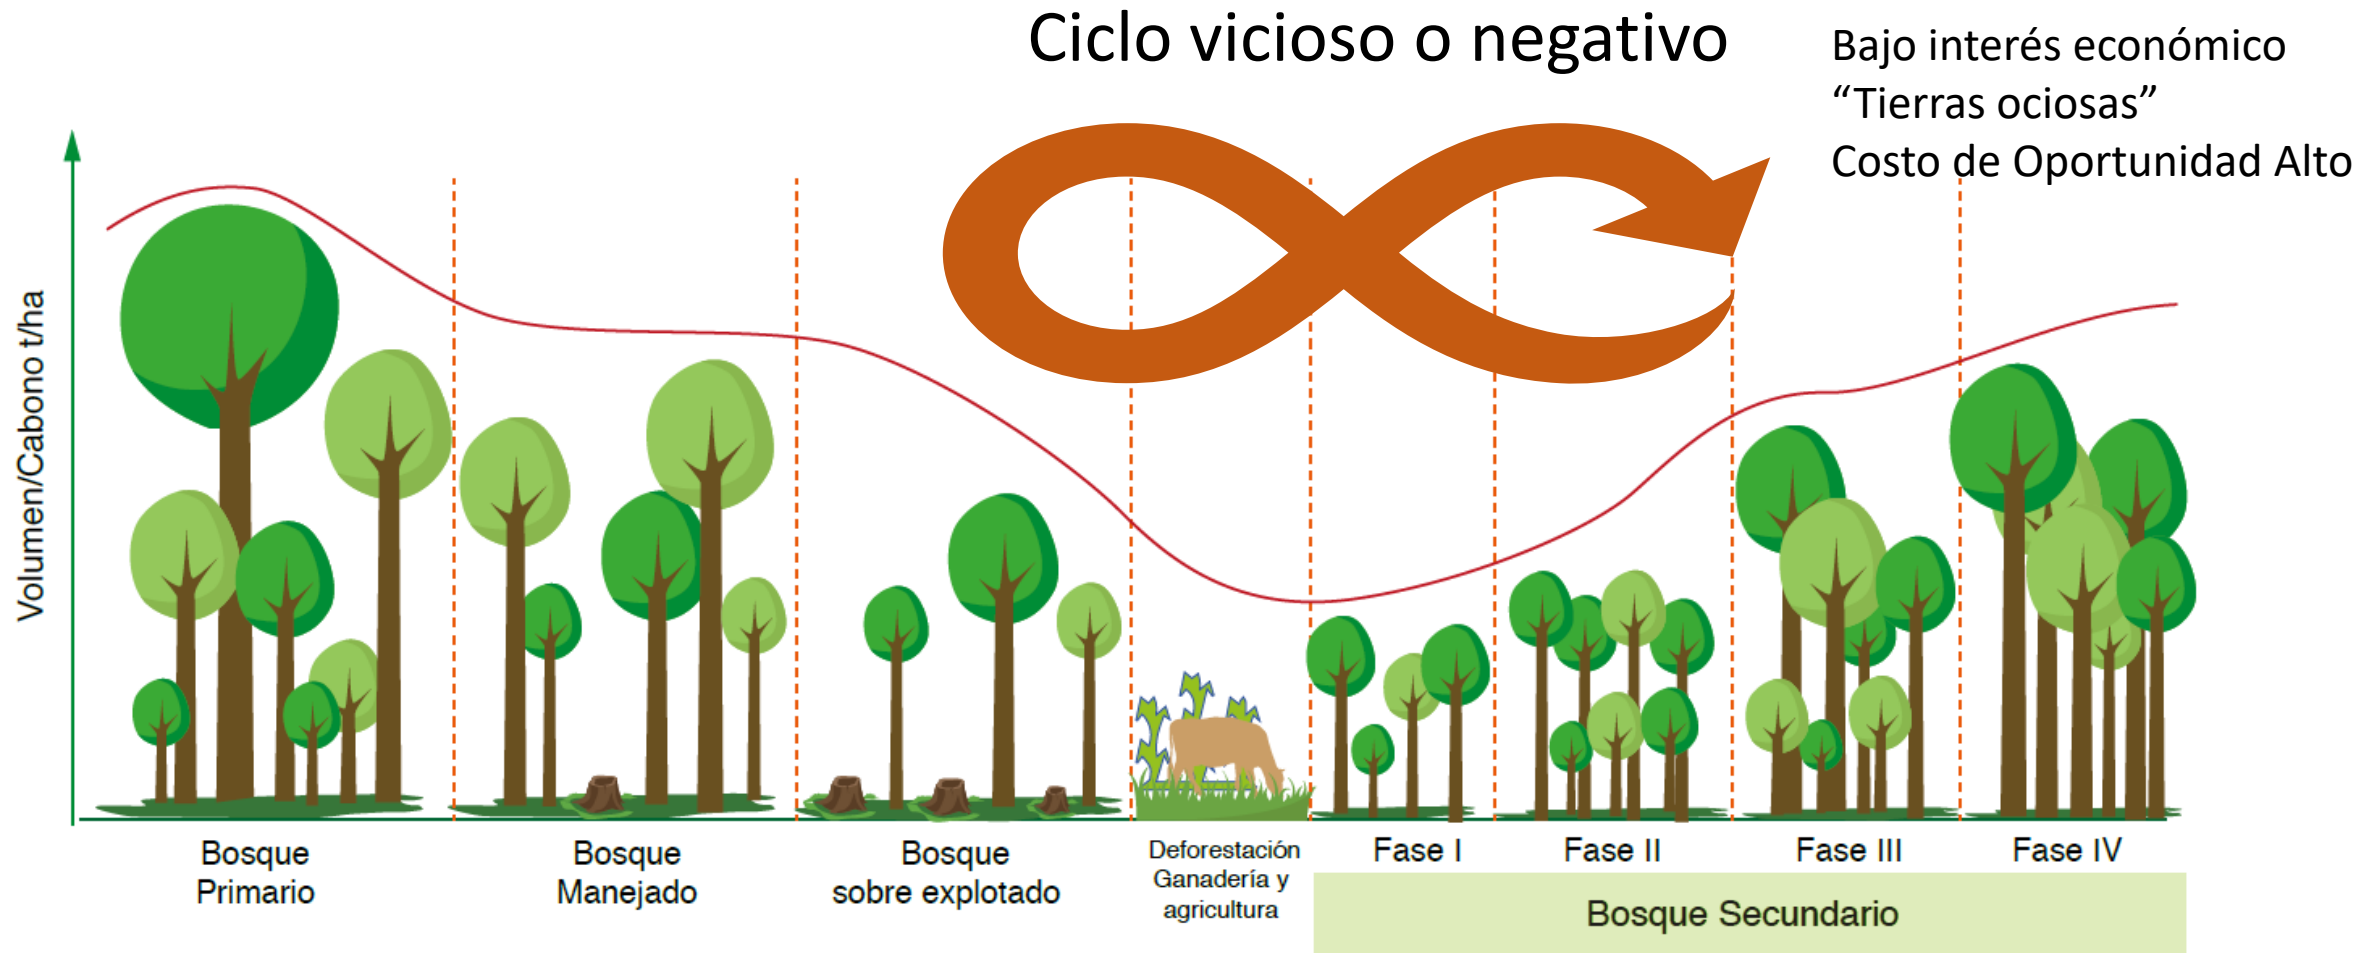 Ciclo vicioso o negativo
Bajo interés económico
“Tierras ociosas”
Costo de Oportunidad Alto
Volumen/Cabono t/ha
Bosque
Primario
Bosque
Manejado
Bosque
sobre explotado
Deforestación
Ganadería y
agricultura
Fase I
Fase II
Fase III
Fase IV
Bosque Secundario